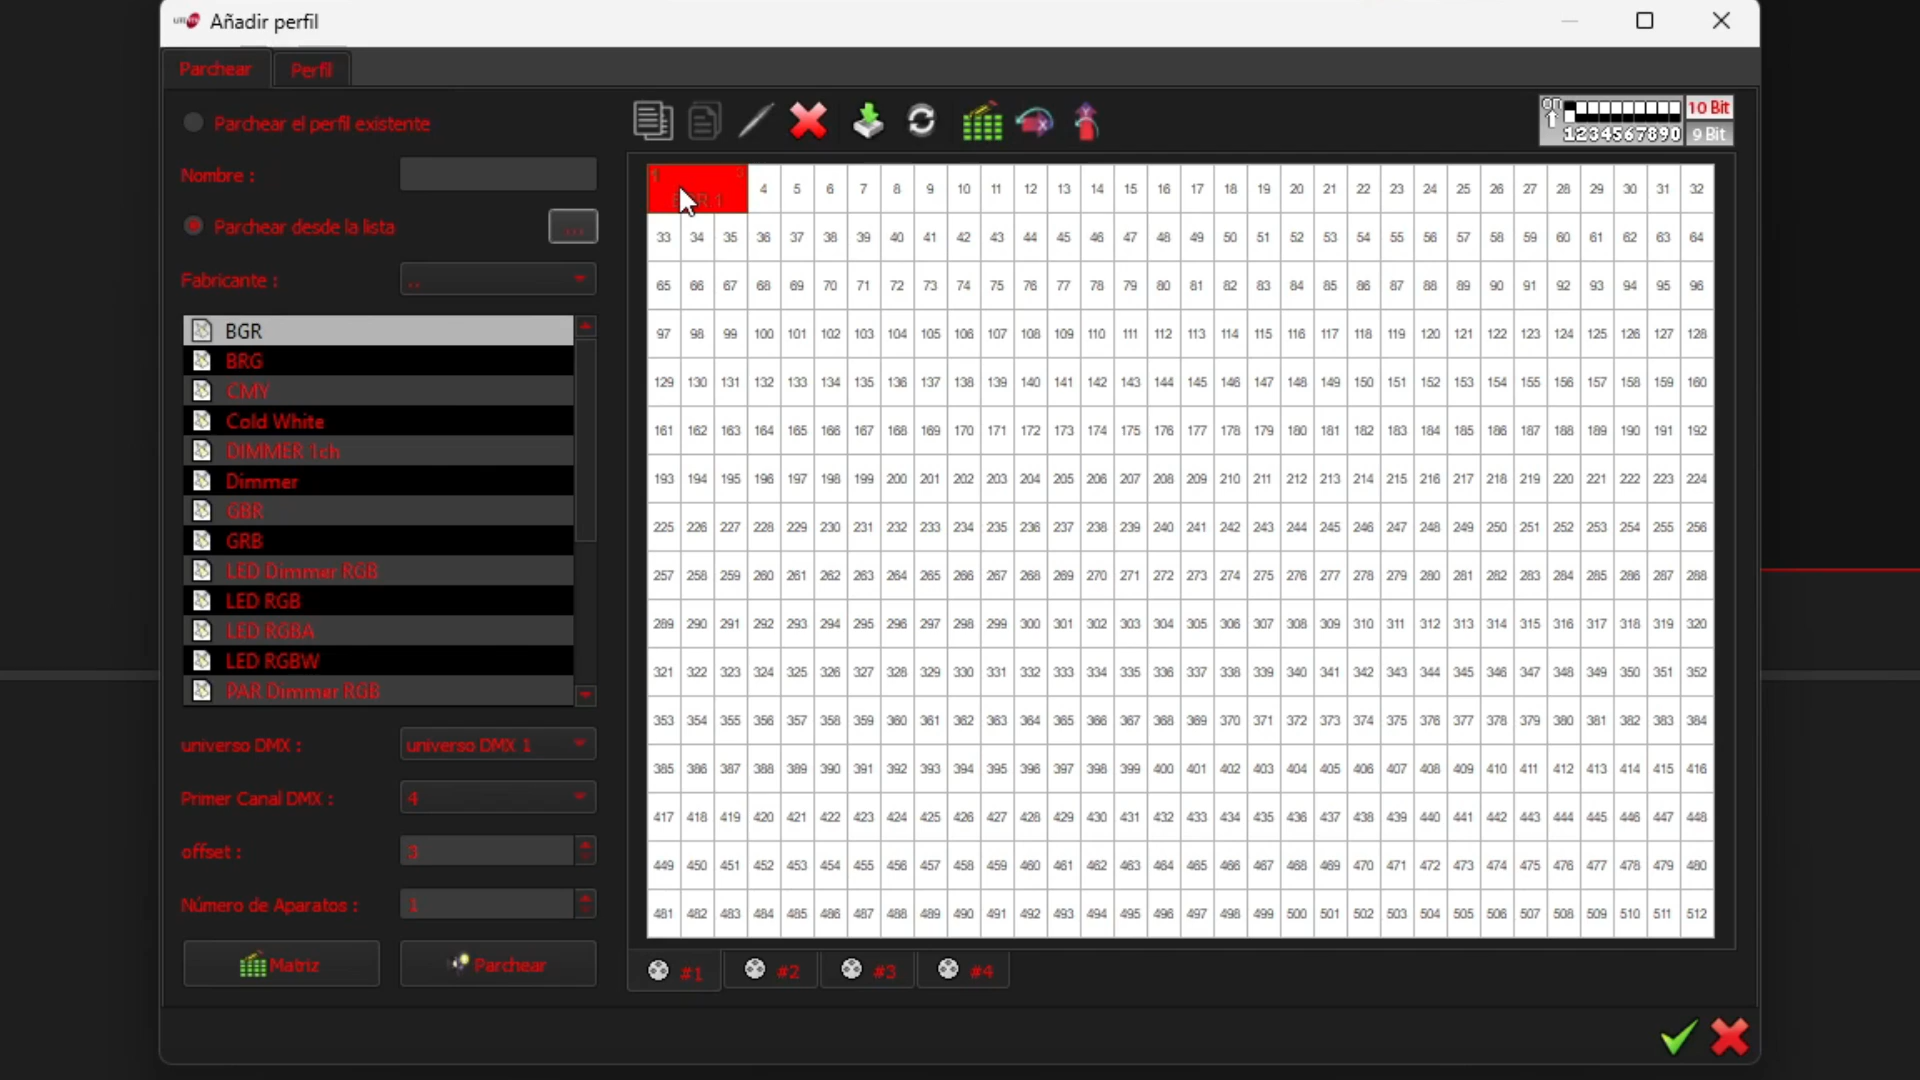 Añadir perfil
Parchear Perfil
Parchear el perfil existente
Nombre :
Parchear desde la lista ...
Fabricante : ..
BGR
BRG
CMY
Cold White
DIMMER 1ch
Dimmer
GBR
GRB
LED Dimmer RGB
LED RGB
LED RGBA
LED RGBW
PAR Dimmer RGB
universo DMX : universo DMX 1
Primer Canal DMX : 4
offset : 3
Número de Aparatos : 1
Matriz Parchear
on 1234567890 10 Bit
9 Bit
1 3 4 5 6 7 8 9 10 11 12 13 14 15 16 17 18 19 20 21 22 23 24 25 26 27 28 29 30 31 32
33 34 35 36 37 38 39 40 41 42 43 44 45 46 47 48 49 50 51 52 53 54 55 56 57 58 59 60 61 62 63 64
65 66 67 68 69 70 71 72 73 74 75 76 77 78 79 80 81 82 83 84 85 86 87 88 89 90 91 92 93 94 95 96
97 98 99 100 101 102 103 104 105 106 107 108 109 110 111 112 113 114 115 116 117 118 119 120 121 122 123 124 125 126 127 128
129 130 131 132 133 134 135 136 137 138 139 140 141 142 143 144 145 146 147 148 149 150 151 152 153 154 155 156 157 158 159 160
161 162 163 164 165 166 167 168 169 170 171 172 173 174 175 176 177 178 179 180 181 182 183 184 185 186 187 188 189 190 191 192
193 194 195 196 197 198 199 200 201 202 203 204 205 206 207 208 209 210 211 212 213 214 215 216 217 218 219 220 221 222 223 224
225 226 227 228 229 230 231 232 233 234 235 236 237 238 239 240 241 242 243 244 245 246 247 248 249 250 251 252 253 254 255 256
257 258 259 260 261 262 263 264 265 266 267 268 269 270 271 272 273 274 275 276 277 278 279 280 281 282 283 284 285 286 287 288
289 290 291 292 293 294 295 296 297 298 299 300 301 302 303 304 305 306 307 308 309 310 311 312 313 314 315 316 317 318 319 320
321 322 323 324 325 326 327 328 329 330 331 332 333 334 335 336 337 338 339 340 341 342 343 344 345 346 347 348 349 350 351 352
353 354 355 356 357 358 359 360 361 362 363 364 365 366 367 368 369 370 371 372 373 374 375 376 377 378 379 380 381 382 383 384
385 386 387 388 389 390 391 392 393 394 395 396 397 398 399 400 401 402 403 404 405 406 407 408 409 410 411 412 413 414 415 416
417 418 419 420 421 422 423 424 425 426 427 428 429 430 431 432 433 434 435 436 437 438 439 440 441 442 443 444 445 446 447 448
449 450 451 452 453 454 455 456 457 458 459 460 461 462 463 464 465 466 467 468 469 470 471 472 473 474 475 476 477 478 479 480
481 482 483 484 485 486 487 488 489 490 491 492 493 494 495 496 497 498 499 500 501 502 503 504 505 506 507 508 509 510 511 512
#1 #2 #3 #4